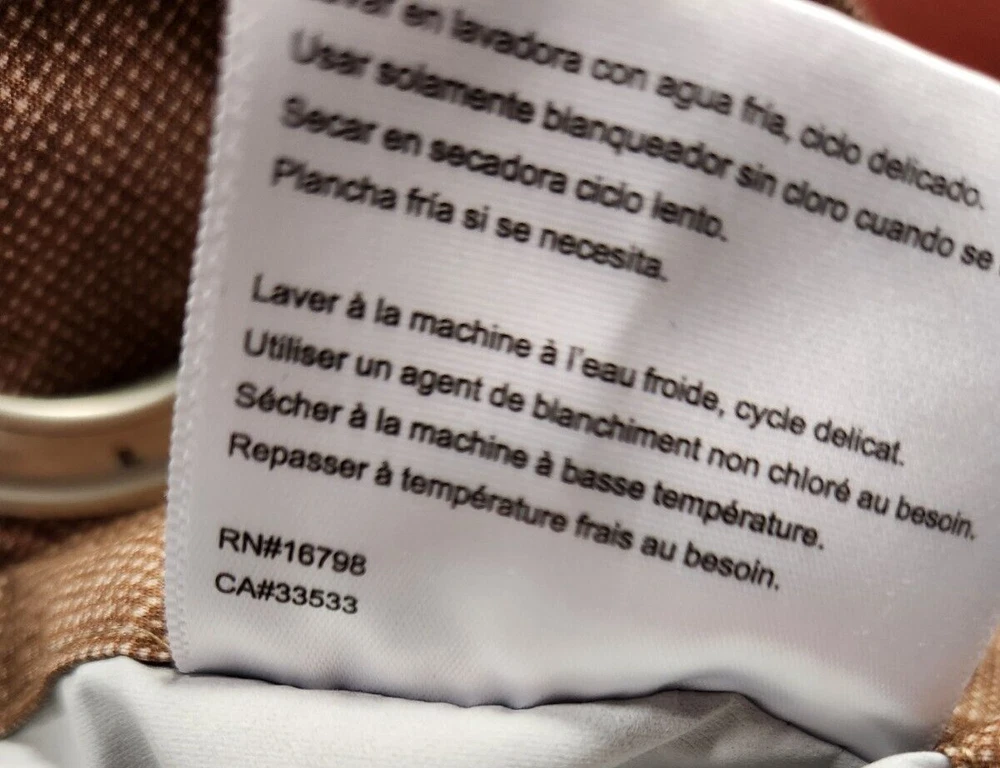 en lavadora con agua fría, ciclo delicado.
Usar solamente blanqueador sin cloro cuando se
Secar en secadora ciclo lento.
Plancha fría si se necesita.
Laver à la machine à l'eau froide, cycle delicat.
Utiliser un agent de blanchiment non chloré au besoin.
Sécher à la machine à basse température.
Repasser à température frais au besoin.
RN#16798
CA#33533